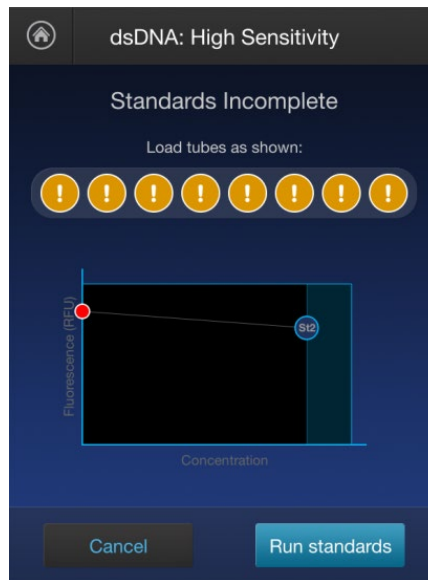 dsDNA: High Sensitivity
Standards Incomplete
Load tubes as shown:
! ! ! ! ! ! ! !
Fluorescence (RFU)
St2
Concentration
Cancel
Run standards